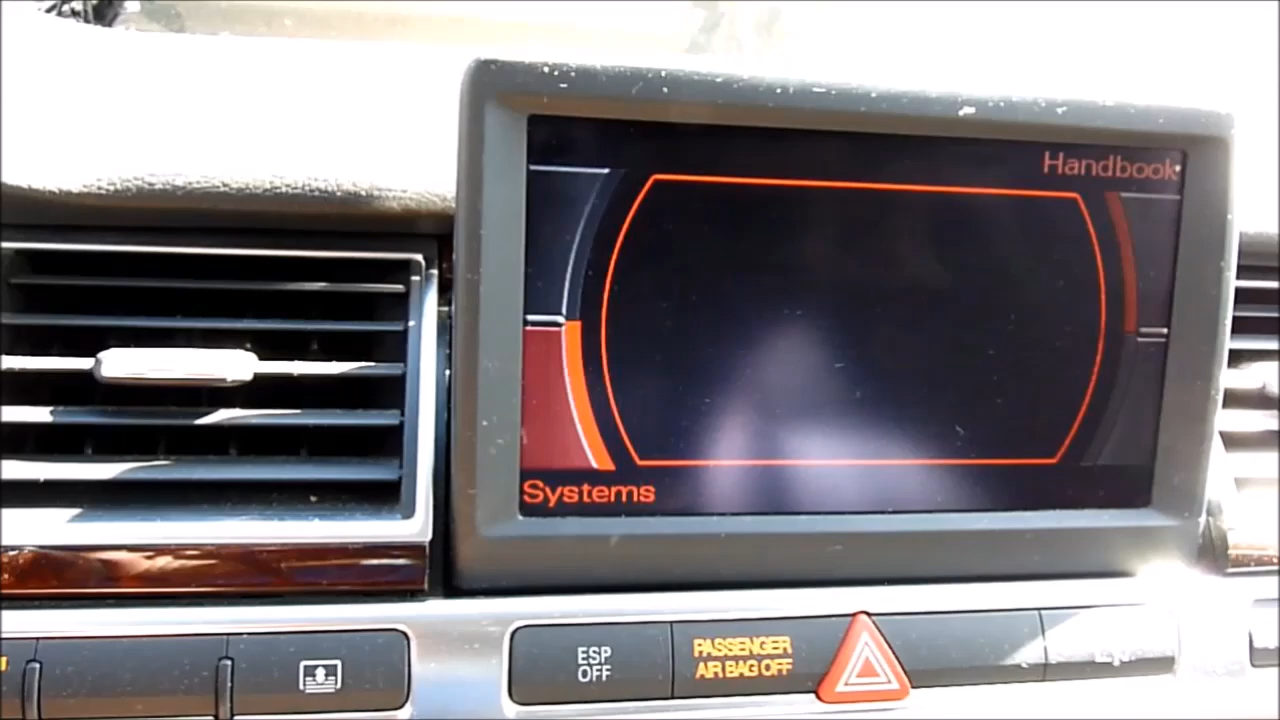 Handbook
Systems
ESP
OFF
PASSENGER
AIR BAG OFF